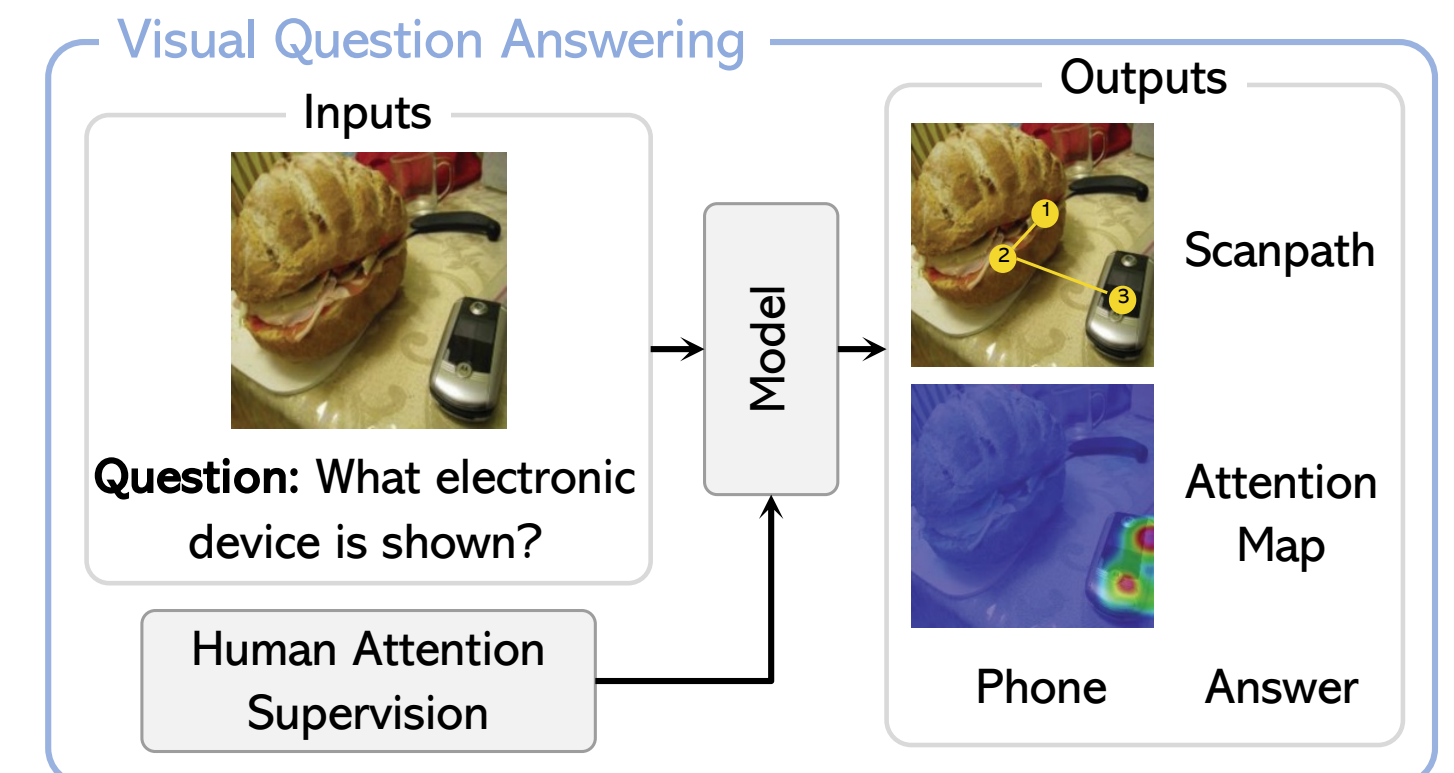 Visual Question Answering
Inputs
Question: What electronic
device is shown?
Human Attention
Supervision
Model
Outputs
1
2
3
Scanpath
Attention
Map
Phone
Answer